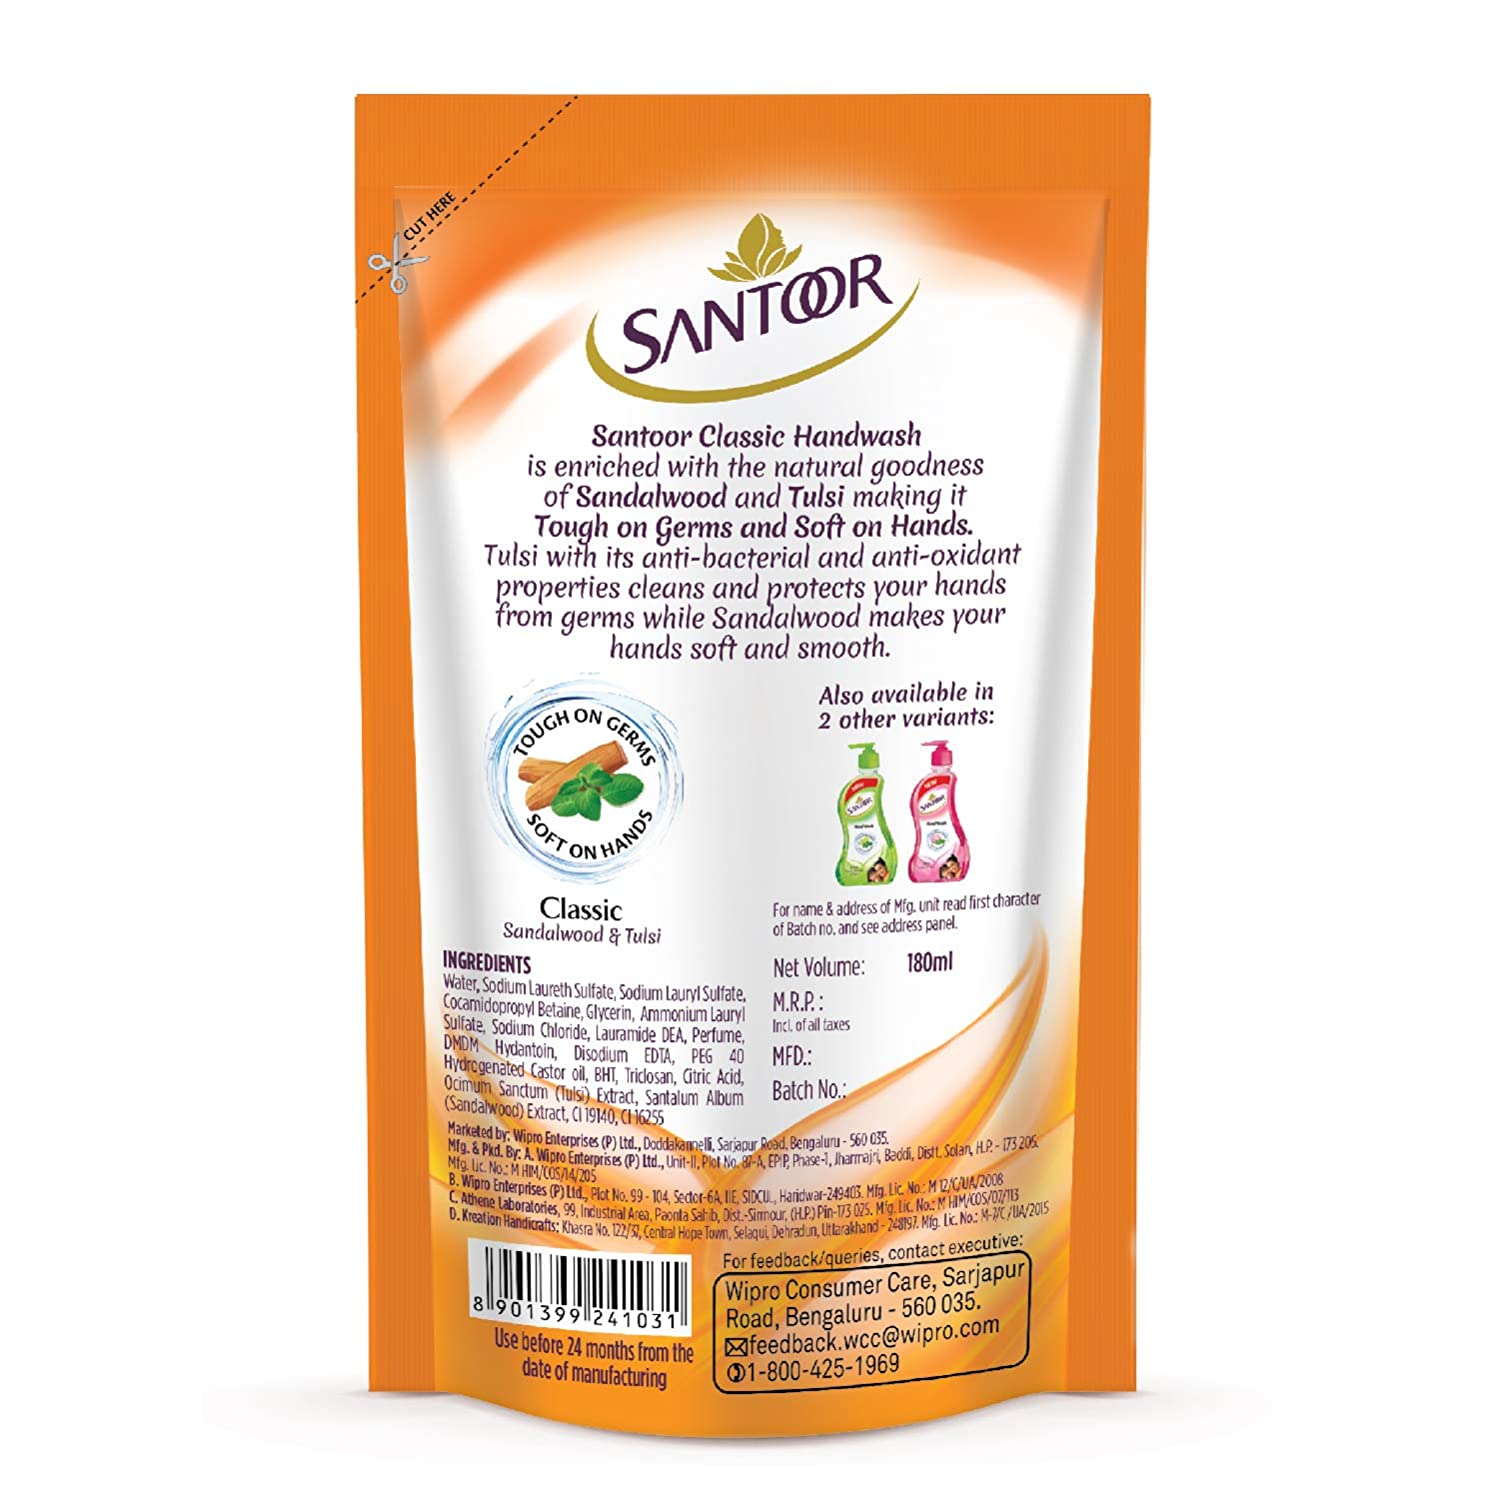 CUT HERE
SANTOOR
Santoor Classic Handwash
is enriched with the natural goodness
of Sandalwood and Tulsi making it
Tough on Germs and Soft on Hands.
Tulsi with its anti-bacterial and anti-oxidant
properties cleans and protects your hands
from germs while Sandalwood makes your
hands soft and smooth.
TOUGH ON GERMS
SOFT ON HANDS
Classic
Sandalwood & Tulsi
Also available in
2 other variants:
NEW
SANTOOR
NEW
SANTOOR
For name & address of Mfg. unit read first character
of Batch no. and see address panel.
Net Volume: 180ml
M.R.P.:
Incl. of all taxes
MFD.:
Batch No.:
INGREDIENTS
Water, Sodium Laureth Sulfate, Sodium Lauryl Sulfate,
Cocamidopropyl Betaine, Glycerin, Ammonium Lauryl
Sulfate, Sodium Chloride, Lauramide DEA, Perfume,
DMDM Hydantoin, Disodium EDTA, PEG 40
Hydrogenated Castor oil, BHT, Triclosan, Citric Acid,
Ocimum Sanctum (Tulsi) Extract, Santalum Album
(Sandalwood) Extract, CI 19140, CI 16255
Marketed by: Wipro Enterprises (P) Ltd., Doddakannelli, Sarjapur Road, Bengaluru - 560 035.
Mfg. & Pkd. By: A. Wipro Enterprises (P) Ltd., Unit-II, Plot No. 87-A, EPIP, Phase-1, Jharmajri, Baddi, Distt. Solan, H.P. - 173 205.
Mfg. Lic. No.: M HIM/COS/14/205
B. Wipro Enterprises (P) Ltd., Plot No. 99 - 104, Sector-6A, IIE, SIDCUL, Haridwar-249403. Mfg. Lic. No.: M 12/C/UA/2008
C. Athene Laboratories, 99, Industrial Area, Paonta Sahib, Dist.-Sirmour, (H.P.) Pin-173 025. Mfg. Lic. No.: M HIM/COS/07/113
D. Kreation Handicrafts: Khasra No. 122/37, Central Hope Town, Selaqui, Dehradun, Uttarakhand - 248197. Mfg. Lic. No.: M-7/C/UA/2015
8 901399 241031
Use before 24 months from the
date of manufacturing
For feedback/queries, contact executive:
Wipro Consumer Care, Sarjapur
Road, Bengaluru - 560 035.
feedback.wcc@wipro.com
1-800-425-1969